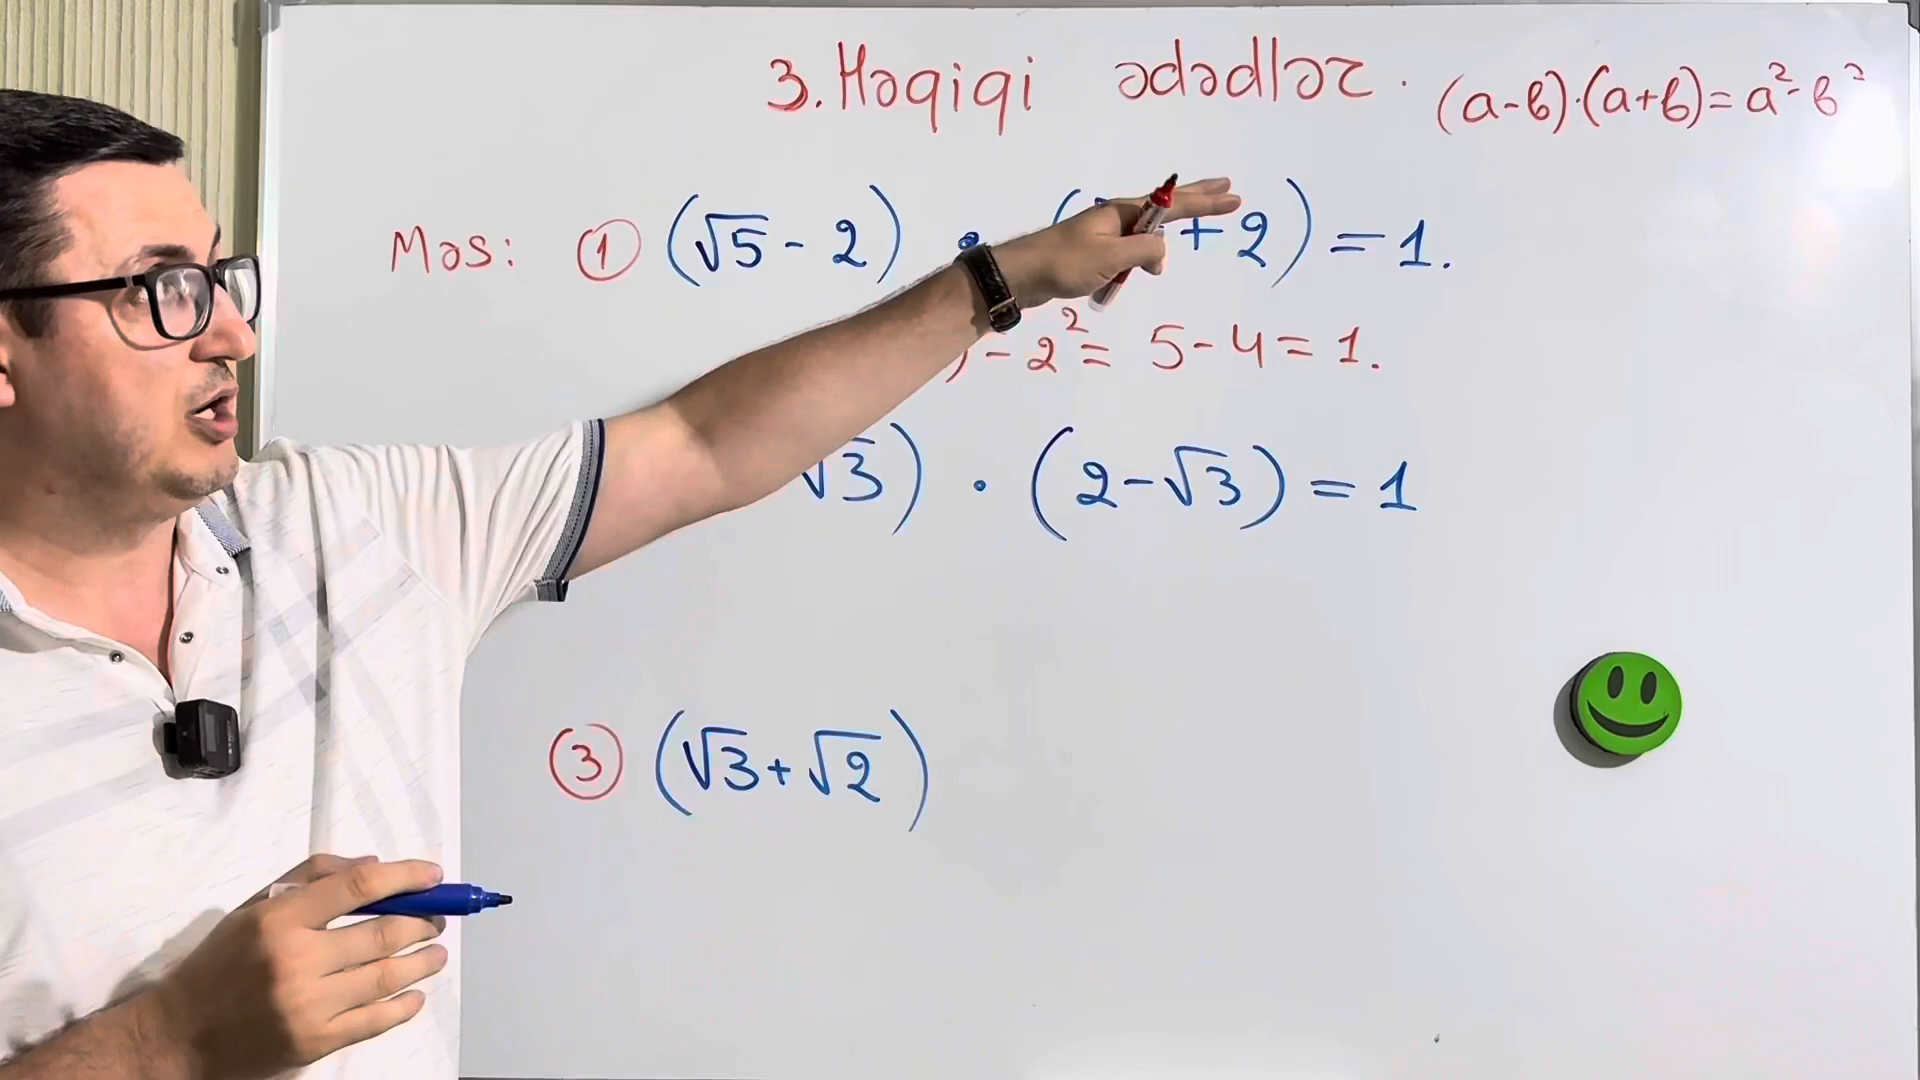 3. Həqiqi ədədlər. (a-b)·(a+b)=a²-b²
Məs: ① (√5 - 2) · ( + 2) = 1.
) - 2² = 5 - 4 = 1.
√3) · (2-√3) = 1
③ (√3+√2)